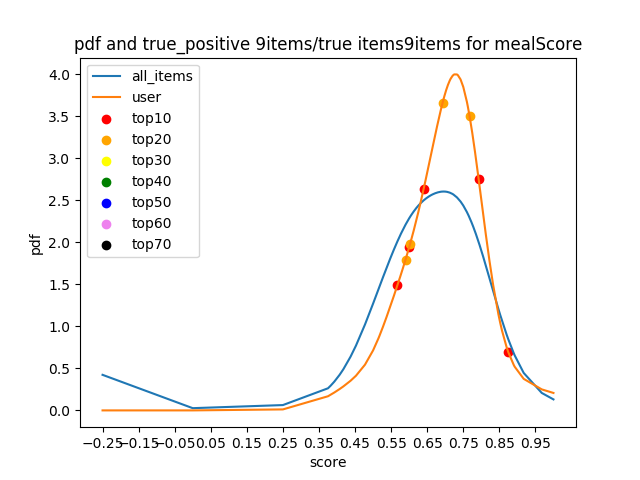 pdf and true_positive 9items/true items9items for mealScore
4.0
3.5
3.0
2.5
2.0
1.5
1.0
0.5
0.0
pdf
all_items
user
top10
top20
top30
top40
top50
top60
top70
−0.25 −0.15 −0.05 0.05 0.15 0.25 0.35 0.45 0.55 0.65 0.75 0.85 0.95
score